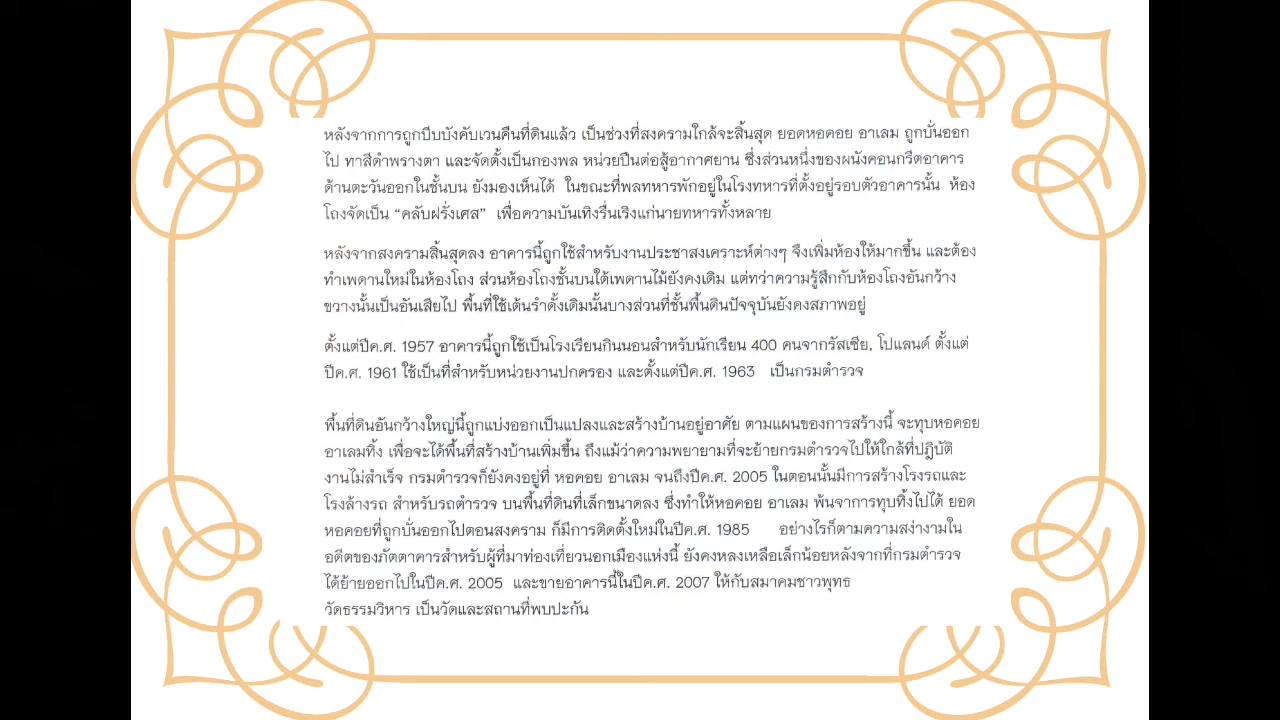 หลังจากการถูกบีบบังคับเวนคืนที่ดินแล้ว เป็นช่วงที่สงครามใกล้จะสิ้นสุด ยอดหอคอย อาเลม ถูกบั่นออก
ไป ทาสีดำพรางตา และจัดตั้งเป็นกองพล หน่วยปืนต่อสู้อากาศยาน ซึ่งส่วนหนึ่งของผนังคอนกรีตอาคาร
ด้านตะวันออกในชั้นบน ยังมองเห็นได้ ในขณะที่พลทหารพักอยู่ในโรงทหารที่ตั้งอยู่รอบตัวอาคารนั้น ห้อง
โถงจัดเป็น “คลับฝรั่งเศส” เพื่อความบันเทิงรื่นเริงแก่นายทหารทั้งหลาย
หลังจากสงครามสิ้นสุดลง อาคารนี้ถูกใช้สำหรับงานประชาสงเคราะห์ต่างๆ จึงเพิ่มห้องให้มากขึ้น และต้อง
ทำเพดานใหม่ในห้องโถง ส่วนห้องโถงชั้นบนใต้เพดานไม้ยังคงเดิม แต่ทว่าความรู้สึกกับห้องโถงอันกว้าง
ขวางนั้นเป็นอันเสียไป พื้นที่ใช้เต้นรำดั้งเดิมนั้นบางส่วนที่ชั้นพื้นดินปัจจุบันยังคงสภาพอยู่
ตั้งแต่ปีค.ศ. 1957 อาคารนี้ถูกใช้เป็นโรงเรียนกินนอนสำหรับนักเรียน 400 คนจากรัสเซีย, โปแลนด์ ตั้งแต่
ปีค.ศ. 1961 ใช้เป็นที่สำหรับหน่วยงานปกครอง และตั้งแต่ปีค.ศ. 1963 เป็นกรมตำรวจ
พื้นที่ดินอันกว้างใหญ่นี้ถูกแบ่งออกเป็นแปลงและสร้างบ้านอยู่อาศัย ตามแผนของการสร้างนี้ จะทุบหอคอย
อาเลมทิ้ง เพื่อจะได้พื้นที่สร้างบ้านเพิ่มขึ้น ถึงแม้ว่าความพยายามที่จะย้ายกรมตำรวจไปให้ใกล้ที่ปฎิบัติ
งานไม่สำเร็จ กรมตำรวจก็ยังคงอยู่ที่ หอคอย อาเลม จนถึงปีค.ศ. 2005 ในตอนนั้นมีการสร้างโรงรถและ
โรงล้างรถ สำหรับรถตำรวจ บนพื้นที่ดินที่เล็กขนาดลง ซึ่งทำให้หอคอย อาเลม พ้นจาการทุบทิ้งไปได้ ยอด
หอคอยที่ถูกบั่นออกไปตอนสงคราม ก็มีการติดตั้งใหม่ในปีค.ศ. 1985 อย่างไรก็ตามความสง่างามใน
อดีตของภัตตาคารสำหรับผู้ที่มาท่องเที่ยวนอกเมืองแห่งนี้ ยังคงหลงเหลือเล็กน้อยหลังจากที่กรมตำรวจ
ได้ย้ายออกไปในปีค.ศ. 2005 และขายอาคารนี้ในปีค.ศ. 2007 ให้กับสมาคมชาวพุทธ
วัดธรรมวิหาร เป็นวัดและสถานที่พบปะกัน